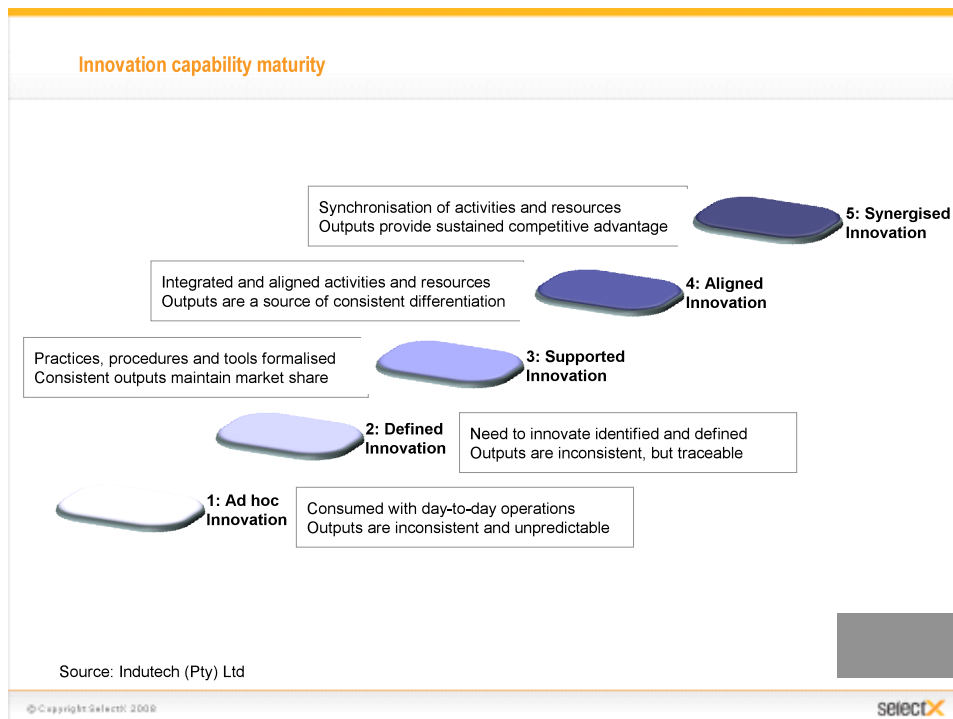 Innovation capability maturity
Synchronisation of activities and resources
Outputs provide sustained competitive advantage
5: Synergised
Innovation
Integrated and aligned activities and resources
Outputs are a source of consistent differentiation
4: Aligned
Innovation
Practices, procedures and tools formalised
Consistent outputs maintain market share
3: Supported
Innovation
2: Defined
Innovation
Need to innovate identified and defined
Outputs are inconsistent, but traceable
1: Ad hoc
Innovation
Consumed with day-to-day operations
Outputs are inconsistent and unpredictable
Source: Indutech (Pty) Ltd
© Copyright SelectX 2008
selectX